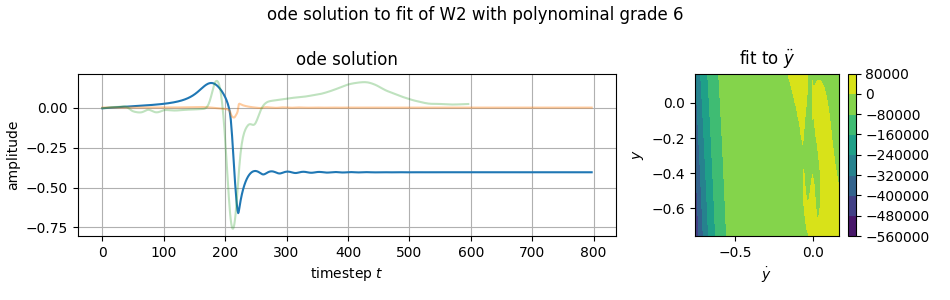 ode solution to fit of W2 with polynominal grade 6
ode solution
fit to ÿ
amplitude
0.00
−0.25
−0.50
−0.75
0 100 200 300 400 500 600 700 800
timestep t
y
0.0
−0.2
−0.4
−0.6
−0.5 0.0
ẏ
80000
0
−80000
−160000
−240000
−320000
−400000
−480000
−560000